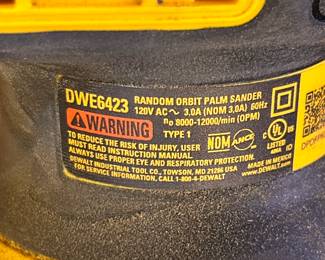 DWE6423 RANDOM ORBIT PALM SANDER
120V AC ~ 3.0A (NOM 3,0A) 60Hz
n₀ 8000-12000/min (OPM)
WARNING TYPE 1
TO REDUCE THE RISK OF INJURY, USER
MUST READ INSTRUCTION MANUAL.
ALWAYS USE PROPER EYE AND RESPIRATORY PROTECTION.
DEWALT INDUSTRIAL TOOL CO., TOWSON, MD 21286 USA
FOR SERVICE INFORMATION, CALL 1-800-4-DEWALT
NOM ANCE
C UL US
LISTED
MADE IN MEXICO
www.DEWALT.com